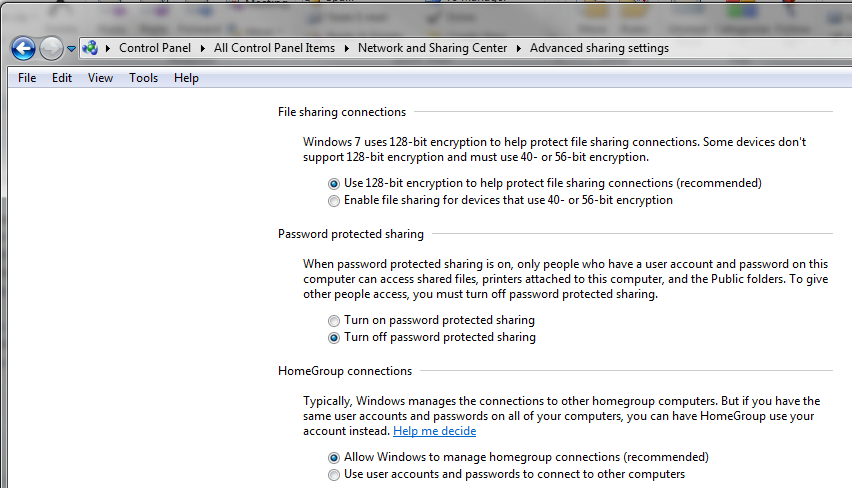 Control Panel All Control Panel Items Network and Sharing Center Advanced sharing settings
File Edit View Tools Help
File sharing connections
Windows 7 uses 128-bit encryption to help protect file sharing connections. Some devices don't
support 128-bit encryption and must use 40- or 56-bit encryption.
Use 128-bit encryption to help protect file sharing connections (recommended)
Enable file sharing for devices that use 40- or 56-bit encryption
Password protected sharing
When password protected sharing is on, only people who have a user account and password on this
computer can access shared files, printers attached to this computer, and the Public folders. To give
other people access, you must turn off password protected sharing.
Turn on password protected sharing
Turn off password protected sharing
HomeGroup connections
Typically, Windows manages the connections to other homegroup computers. But if you have the
same user accounts and passwords on all of your computers, you can have HomeGroup use your
account instead. Help me decide
Allow Windows to manage homegroup connections (recommended)
Use user accounts and passwords to connect to other computers